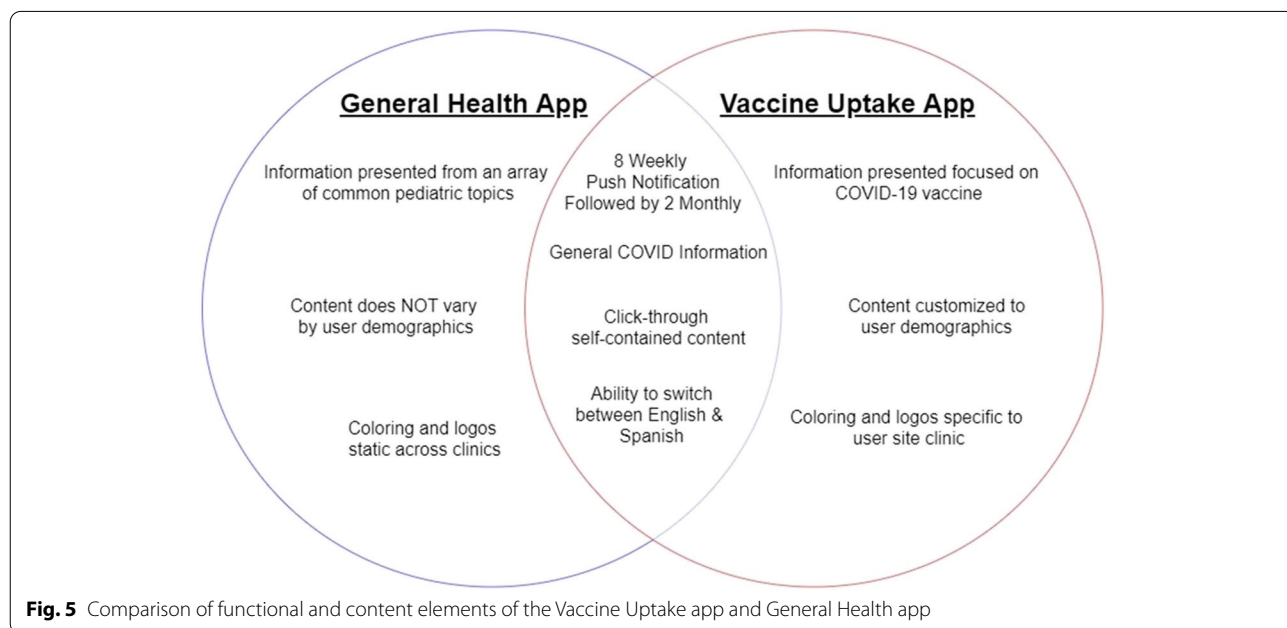 General Health App
Information presented from an array
of common pediatric topics
Content does NOT vary
by user demographics
Coloring and logos
static across clinics
8 Weekly
Push Notification
Followed by 2 Monthly
General COVID Information
Click-through
self-contained content
Ability to switch
between English &
Spanish
Vaccine Uptake App
Information presented focused on
COVID-19 vaccine
Content customized to
user demographics
Coloring and logos specific to
user site clinic
Fig. 5 Comparison of functional and content elements of the Vaccine Uptake app and General Health app